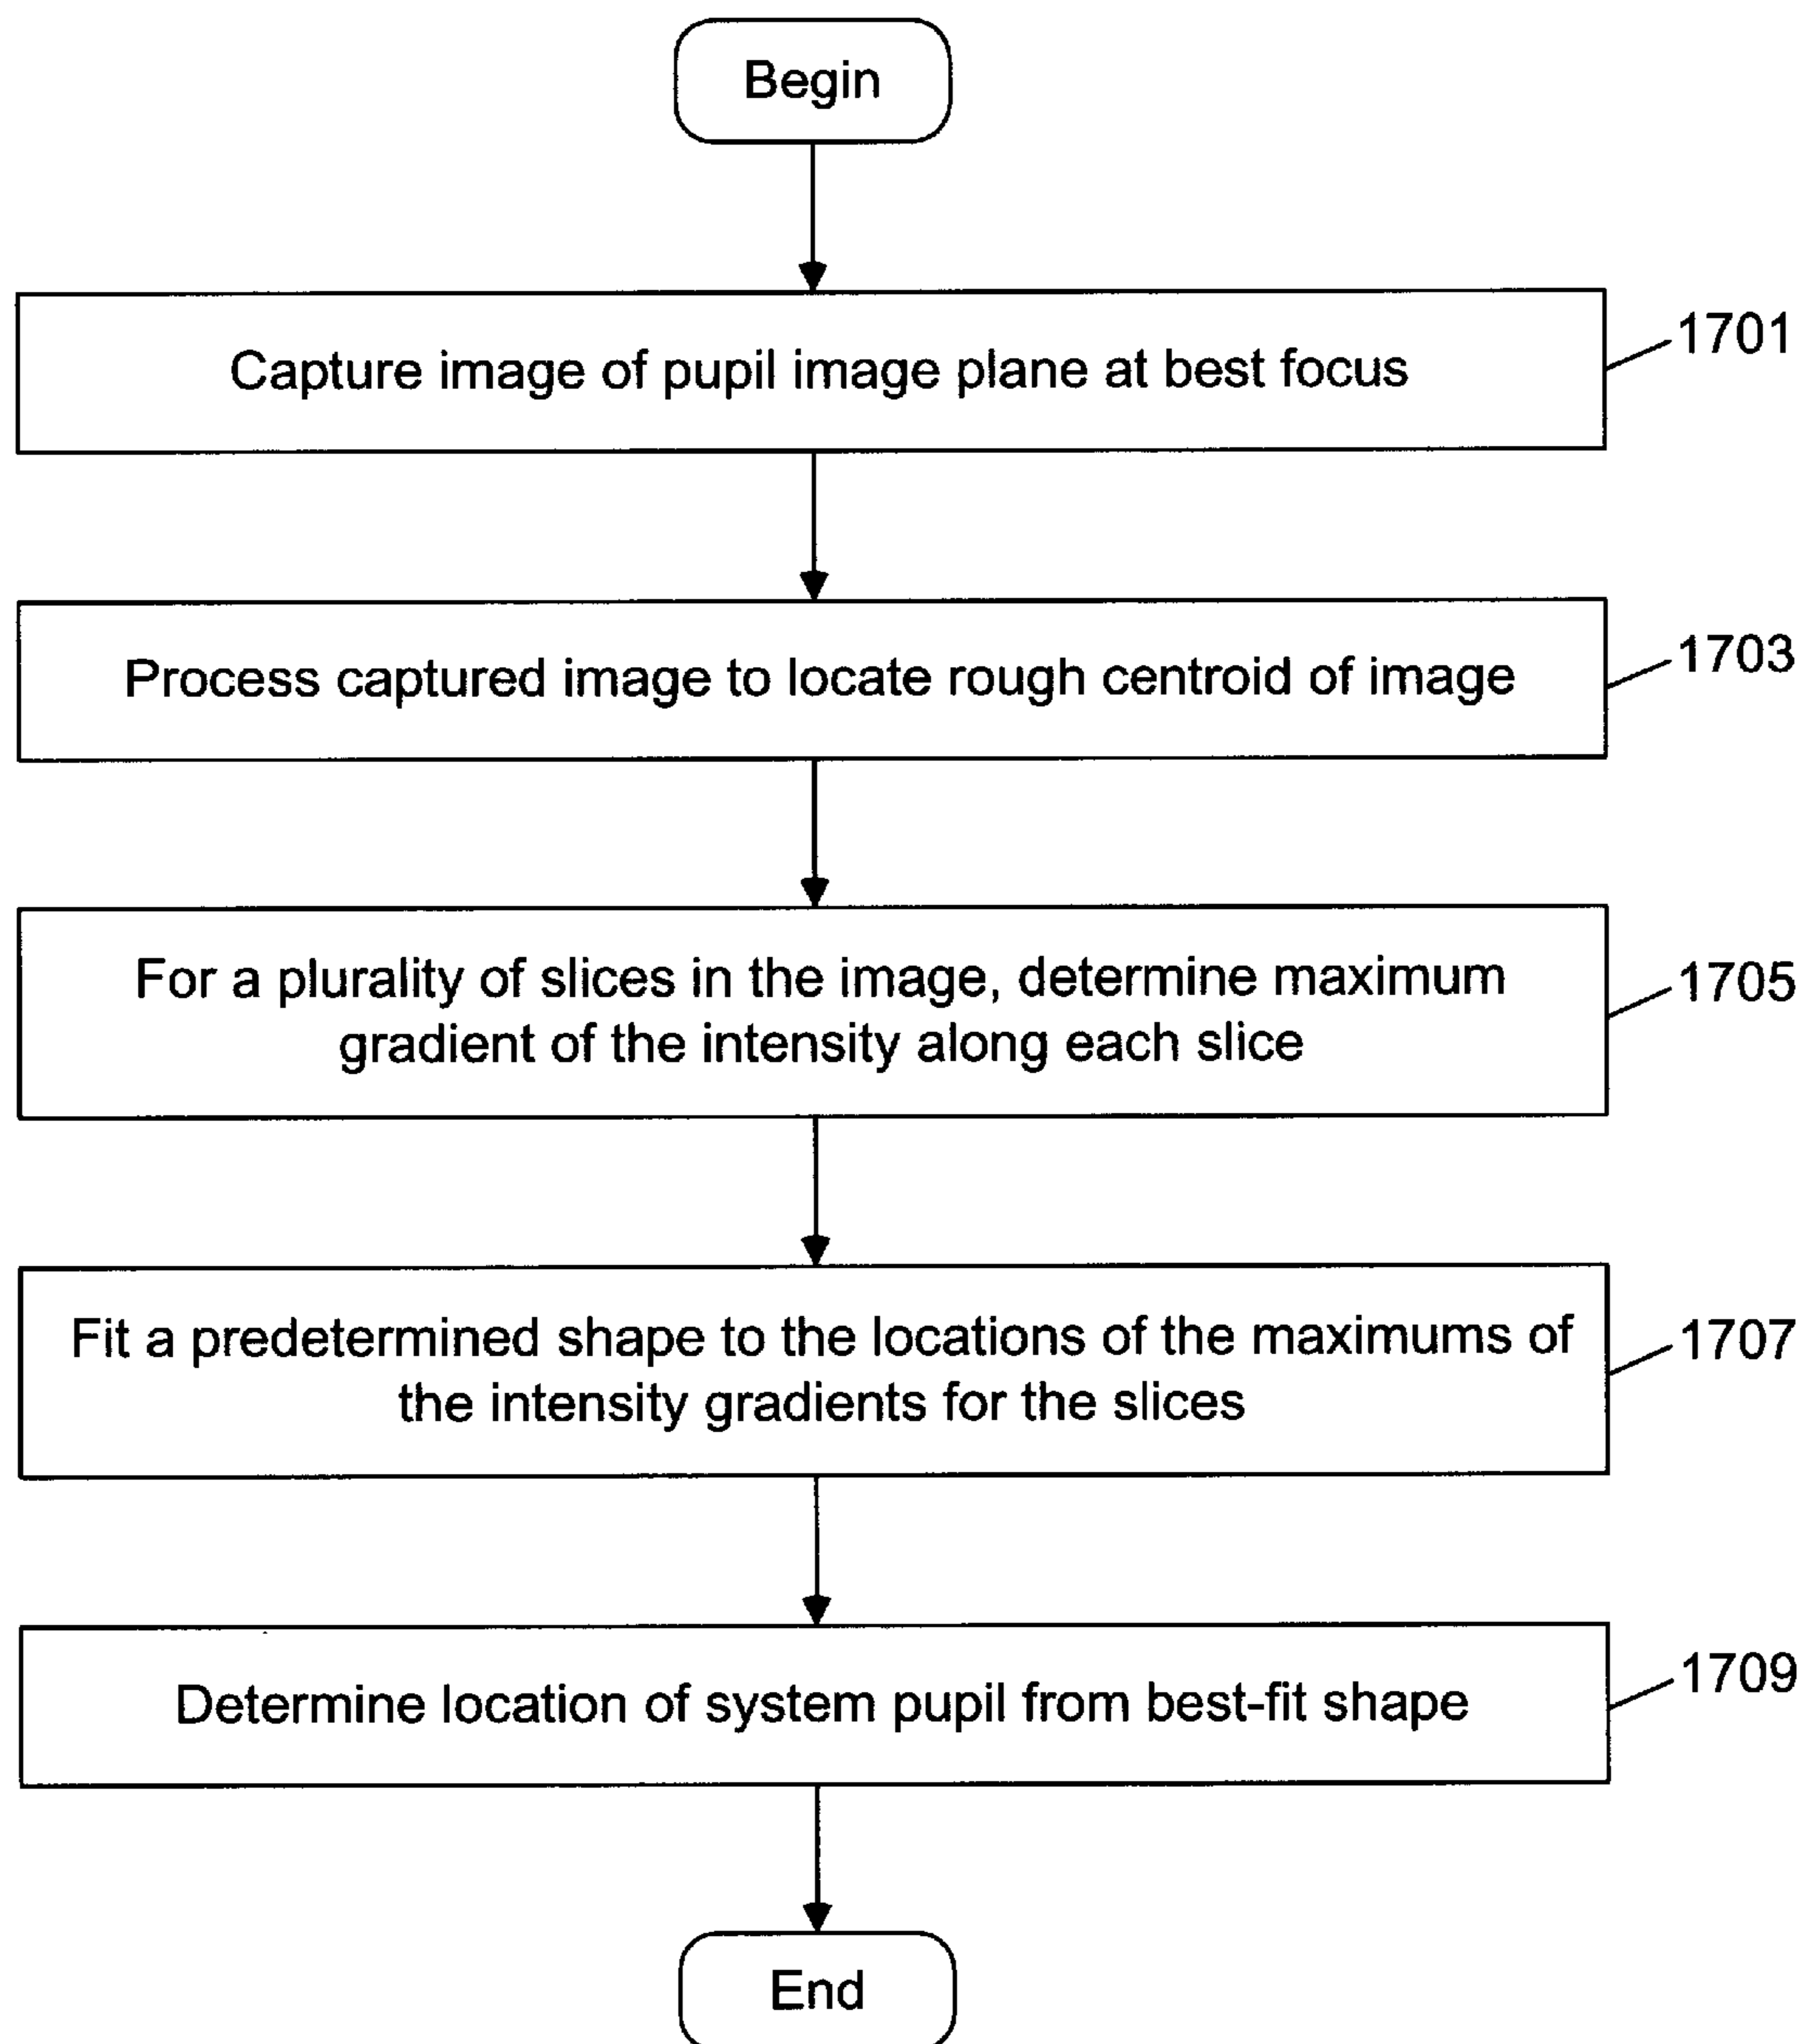 Begin
Capture image of pupil image plane at best focus
1701
Process captured image to locate rough centroid of image
1703
For a plurality of slices in the image, determine maximum
gradient of the intensity along each slice
1705
Fit a predetermined shape to the locations of the maximums of
the intensity gradients for the slices
1707
Determine location of system pupil from best-fit shape
1709
End